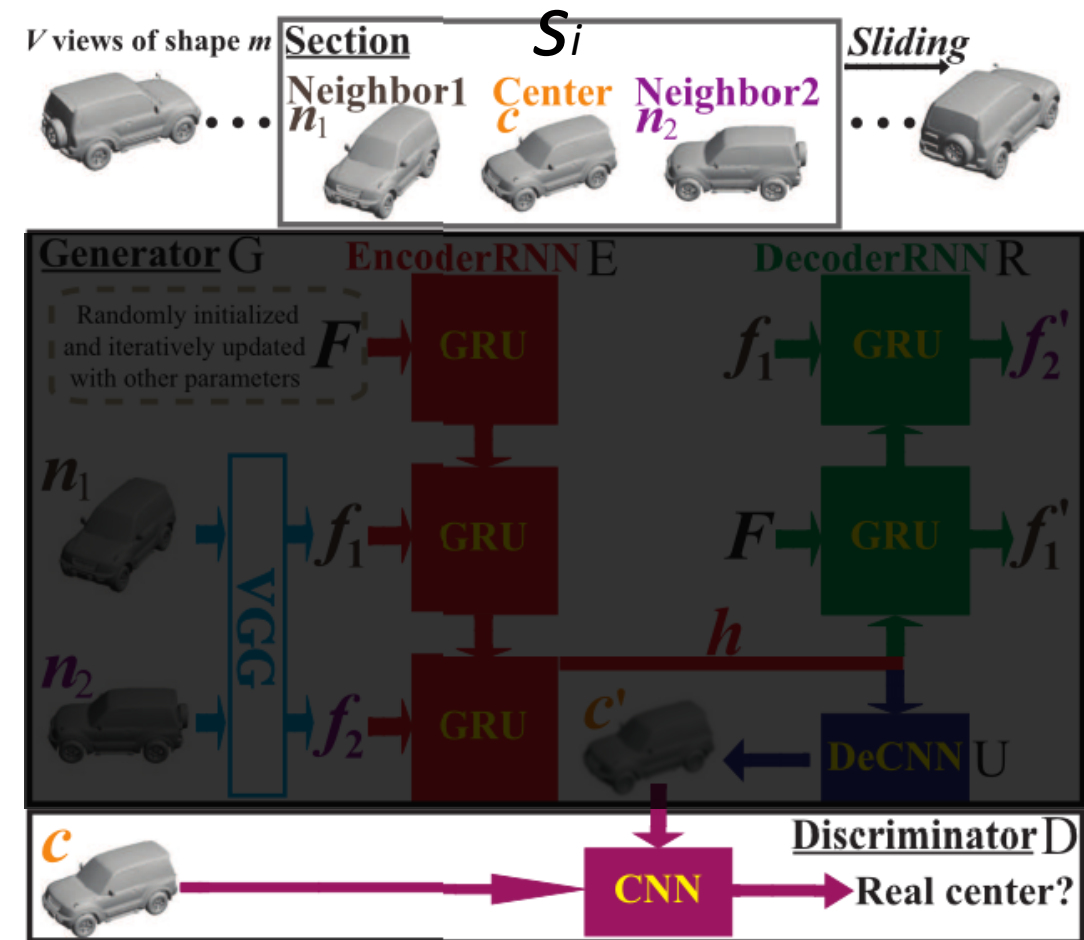 V views of shape m
Section
Si
Sliding
Neighbor1
n1
Center
c
Neighbor2
n2
Generator G
EncoderRNN E
DecoderRNN R
Randomly initialized
and iteratively updated
with other parameters
F
GRU
f1
GRU
f2'
n1
f1
GRU
F
GRU
f1'
VGG
h
n2
f2
GRU
c'
DeCNN U
c
Discriminator D
CNN
Real center?